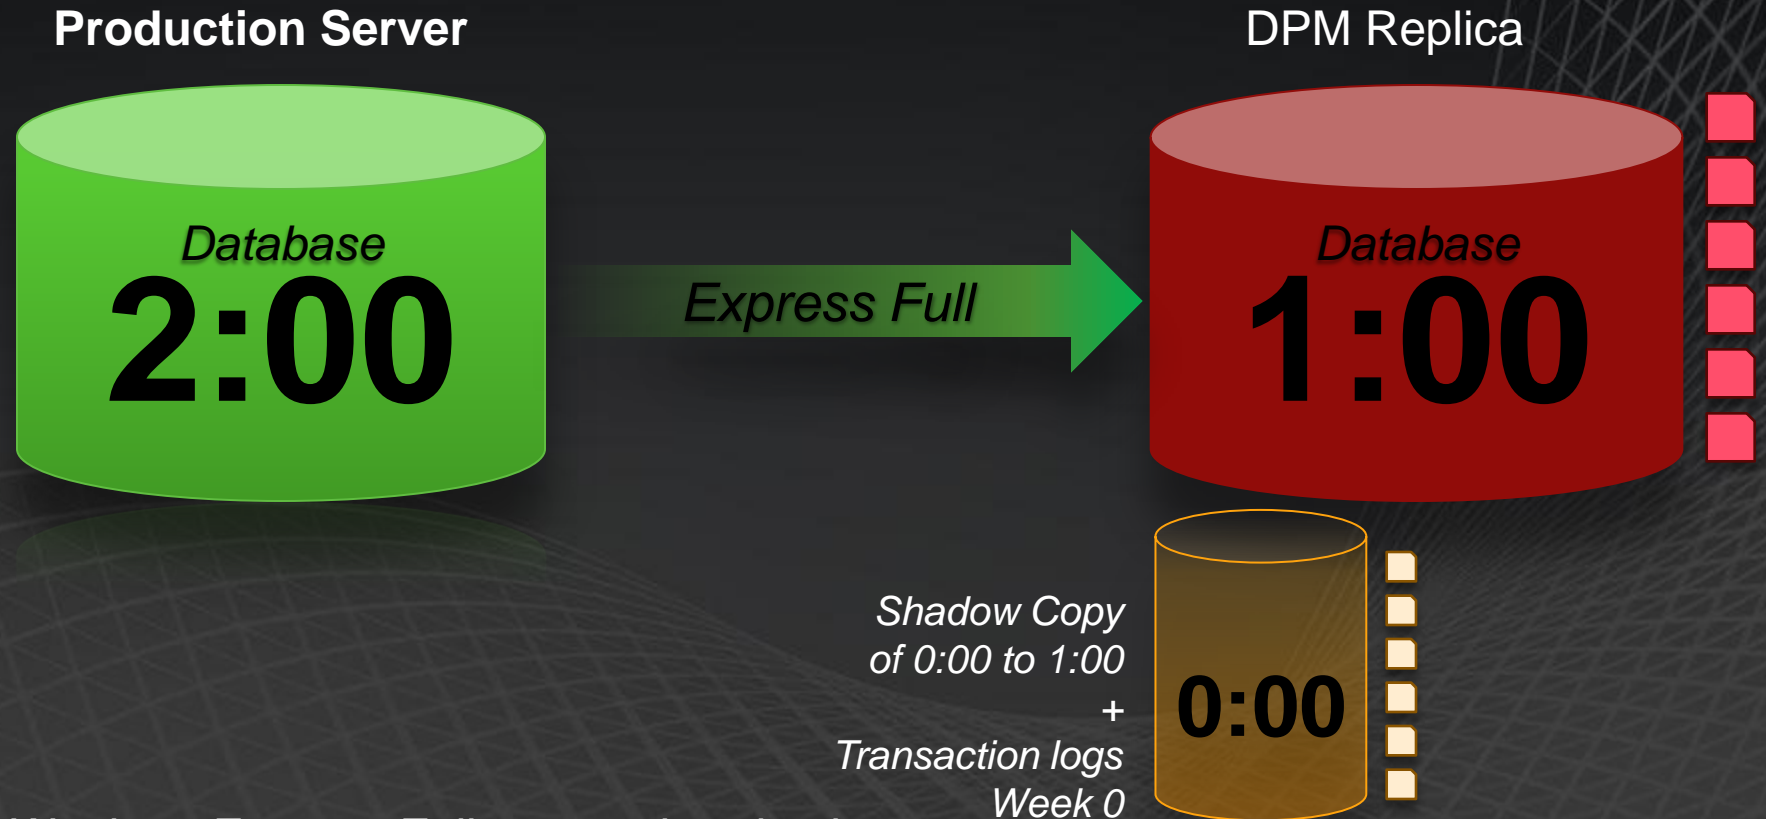 Production Server
DPM Replica
Database
2:00
Express Full
Database
1:00
Shadow Copy
of 0:00 to 1:00
+
Transaction logs
Week 0
0:00